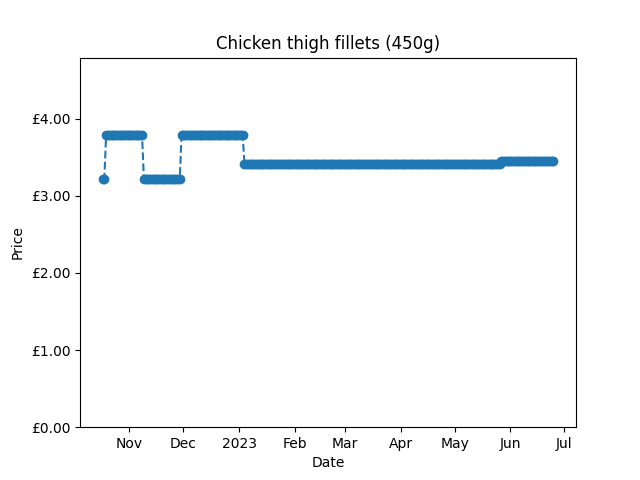 Chicken thigh fillets (450g)
£4.00
£3.00
£2.00
£1.00
£0.00
Price
Nov Dec 2023 Feb Mar Apr May Jun Jul
Date